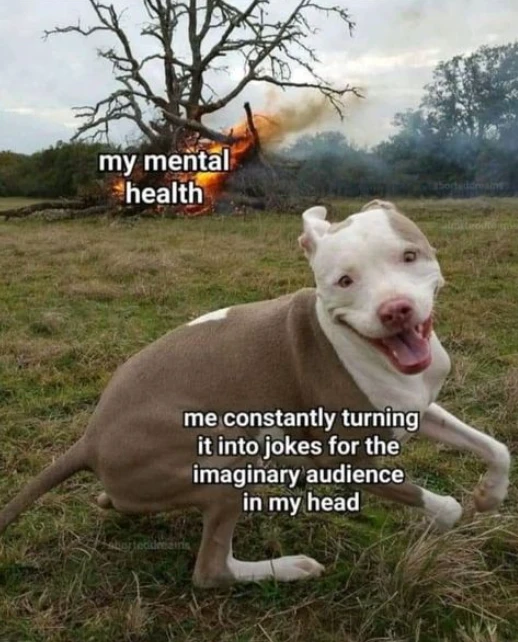 my mental
health
me constantly turning
it into jokes for the
imaginary audience
in my head